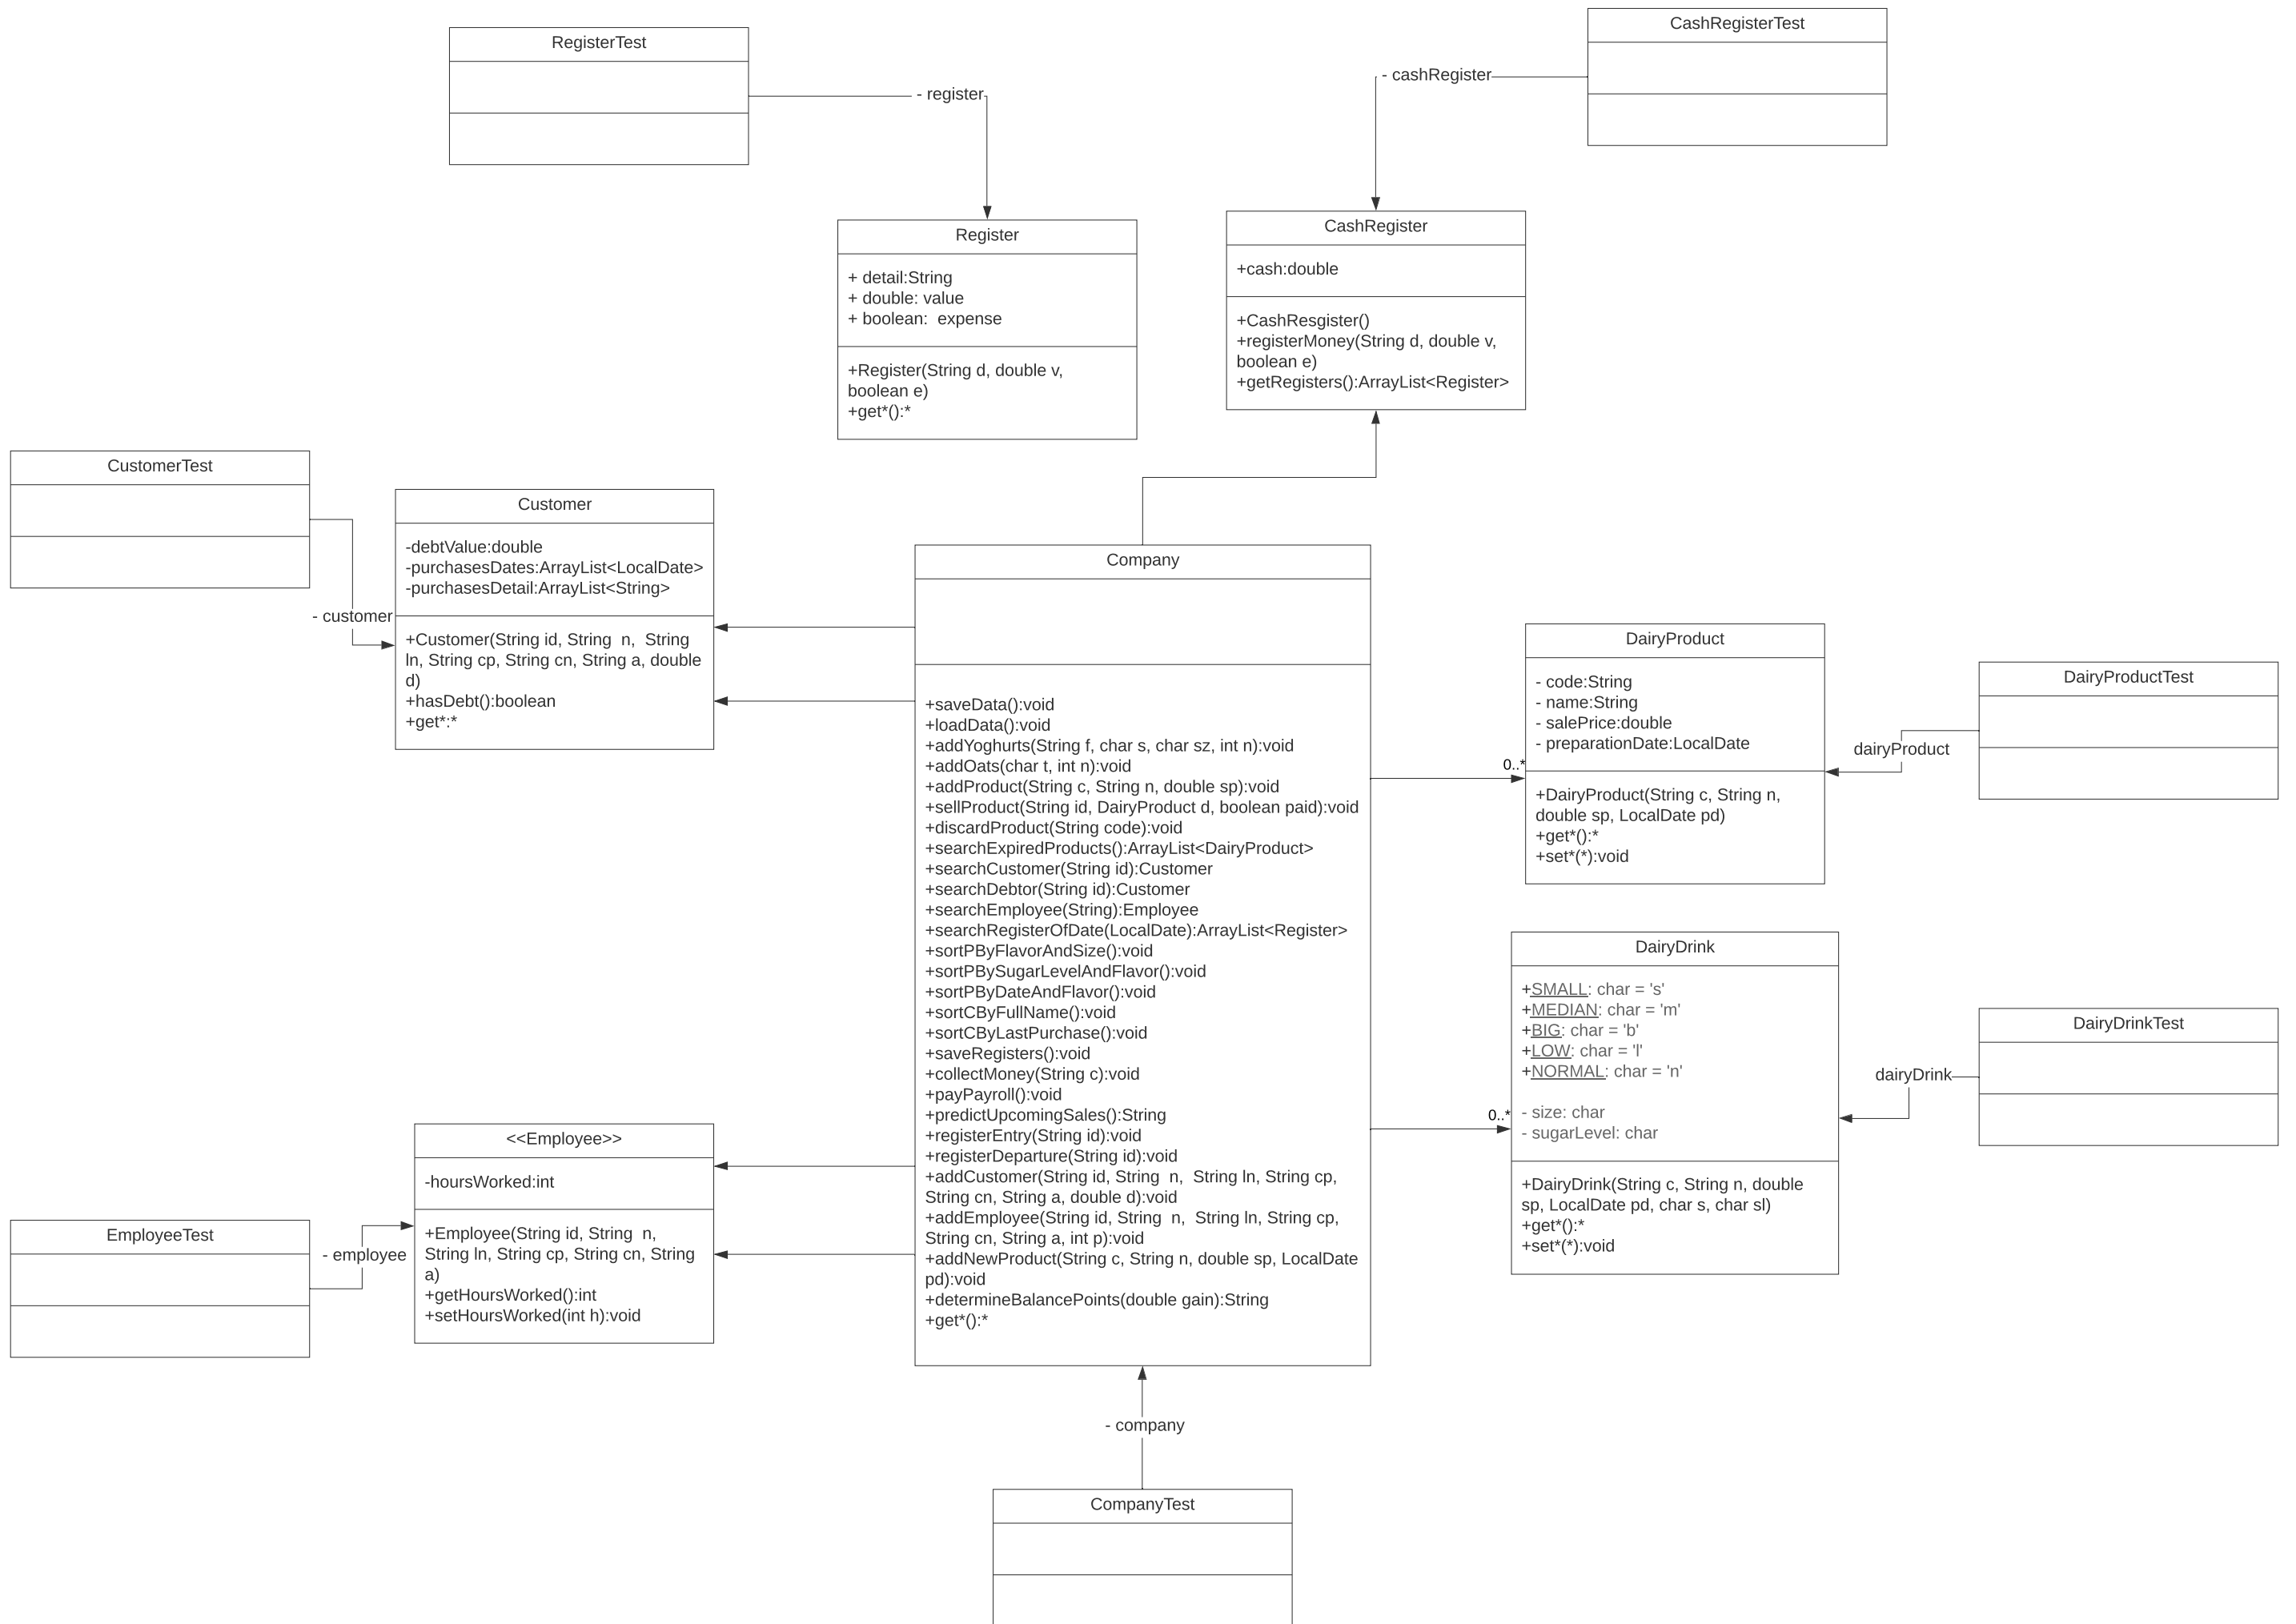 RegisterTest
- register
CashRegisterTest
- cashRegister
Register
+ detail:String
+ double: value
+ boolean:  expense
+Register(String d, double v,
boolean e)
+get*():*
CashRegister
+cash:double
+CashResgister()
+registerMoney(String d, double v,
boolean e)
+getRegisters():ArrayList<Register>
CustomerTest
- customer
Customer
-debtValue:double
-purchasesDates:ArrayList<LocalDate>
-purchasesDetail:ArrayList<String>
+Customer(String id, String  n,  String
ln, String cp, String cn, String a, double
d)
+hasDebt():boolean
+get*:*
Company
+saveData():void
+loadData():void
+addYoghurts(String f, char s, char sz, int n):void
+addOats(char t, int n):void
+addProduct(String c, String n, double sp):void
+sellProduct(String id, DairyProduct d, boolean paid):void
+discardProduct(String code):void
+searchExpiredProducts():ArrayList<DairyProduct>
+searchCustomer(String id):Customer
+searchDebtor(String id):Customer
+searchEmployee(String):Employee
+searchRegisterOfDate(LocalDate):ArrayList<Register>
+sortPByFlavorAndSize():void
+sortPBySugarLevelAndFlavor():void
+sortPByDateAndFlavor():void
+sortCByFullName():void
+sortCByLastPurchase():void
+saveRegisters():void
+collectMoney(String c):void
+payPayroll():void
+predictUpcomingSales():String
+registerEntry(String id):void
+registerDeparture(String id):void
+addCustomer(String id, String  n,  String ln, String cp,
String cn, String a, double d):void
+addEmployee(String id, String  n,  String ln, String cp,
String cn, String a, int p):void
+addNewProduct(String c, String n, double sp, LocalDate
pd):void
+determineBalancePoints(double gain):String
+get*():*
0..*
DairyProduct
- code:String
- name:String
- salePrice:double
- preparationDate:LocalDate
+DairyProduct(String c, String n,
double sp, LocalDate pd)
+get*():*
+set*(*):void
dairyProduct
DairyProductTest
0..*
DairyDrink
+SMALL: char = 's'
+MEDIAN: char = 'm'
+BIG: char = 'b'
+LOW: char = 'l'
+NORMAL: char = 'n'
- size: char
- sugarLevel: char
+DairyDrink(String c, String n, double
sp, LocalDate pd, char s, char sl)
+get*():*
+set*(*):void
dairyDrink
DairyDrinkTest
<<Employee>>
-hoursWorked:int
+Employee(String id, String  n,
String ln, String cp, String cn, String
a)
+getHoursWorked():int
+setHoursWorked(int h):void
EmployeeTest
- employee
- company
CompanyTest